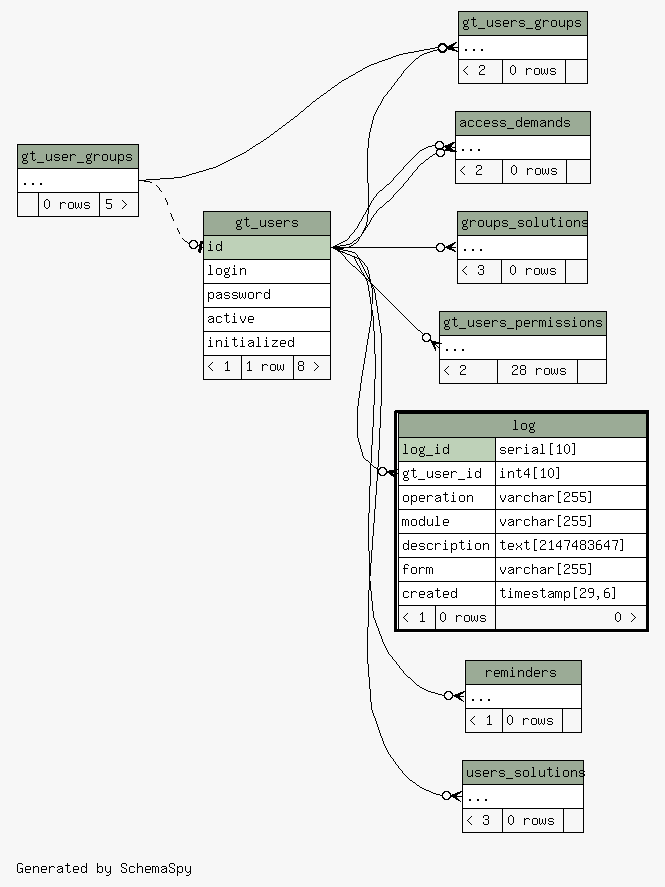 gt_users_groups
...
< 2 0 rows
access_demands
...
< 2 0 rows
gt_user_groups
...
0 rows 5 >
gt_users
id
login
password
active
initialized
< 1 1 row 8 >
groups_solutions
...
< 3 0 rows
gt_users_permissions
...
< 2 28 rows
log
log_id serial[10]
gt_user_id int4[10]
operation varchar[255]
module varchar[255]
description text[2147483647]
form varchar[255]
created timestamp[29,6]
< 1 0 rows 0 >
reminders
...
< 1 0 rows
users_solutions
...
< 3 0 rows
Generated by SchemaSpy